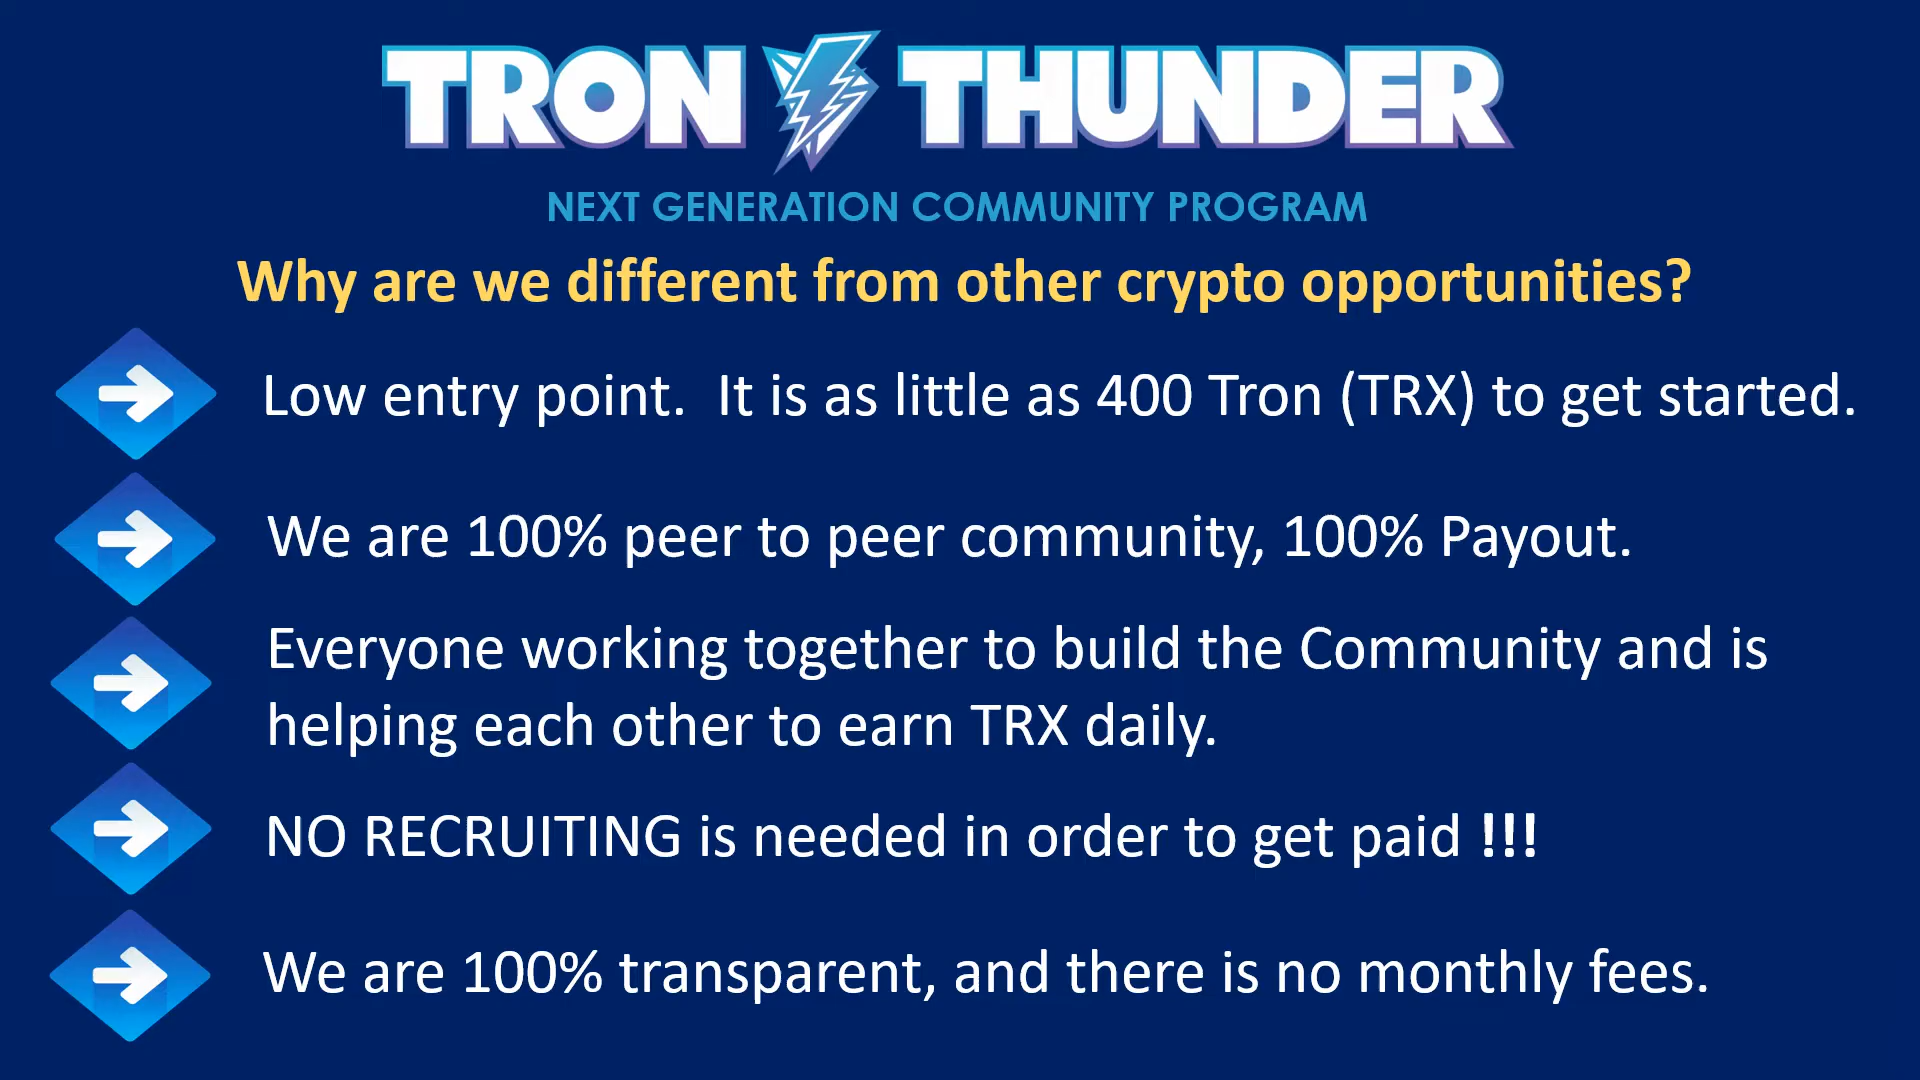 TRON THUNDER
NEXT GENERATION COMMUNITY PROGRAM
Why are we different from other crypto opportunities?
Low entry point.  It is as little as 400 Tron (TRX) to get started.
We are 100% peer to peer community, 100% Payout.
Everyone working together to build the Community and is
helping each other to earn TRX daily.
NO RECRUITING is needed in order to get paid !!!
We are 100% transparent, and there is no monthly fees.